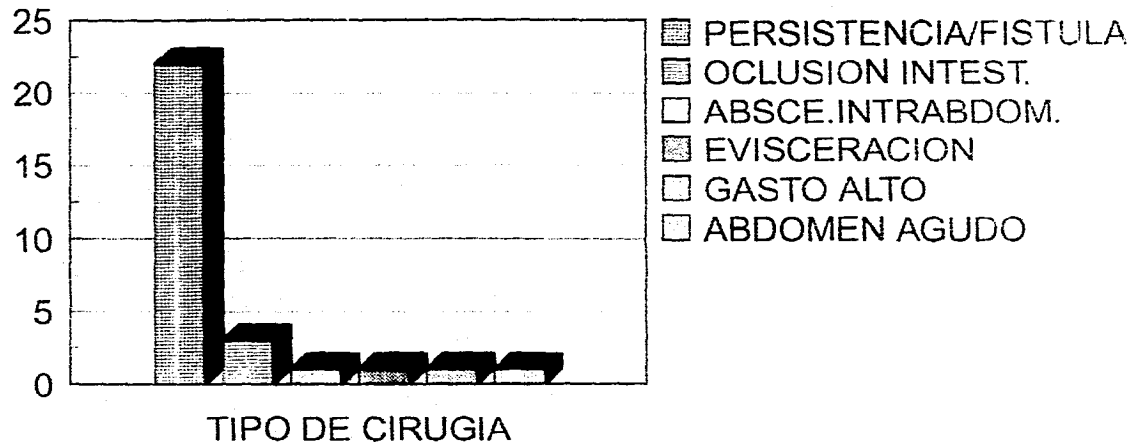 25
20
15
10
5
0
TIPO DE CIRUGIA
PERSISTENCIA/FISTULA
OCLUSION INTEST.
ABSCE.INTRABDOM.
EVISCERACION
GASTO ALTO
ABDOMEN AGUDO